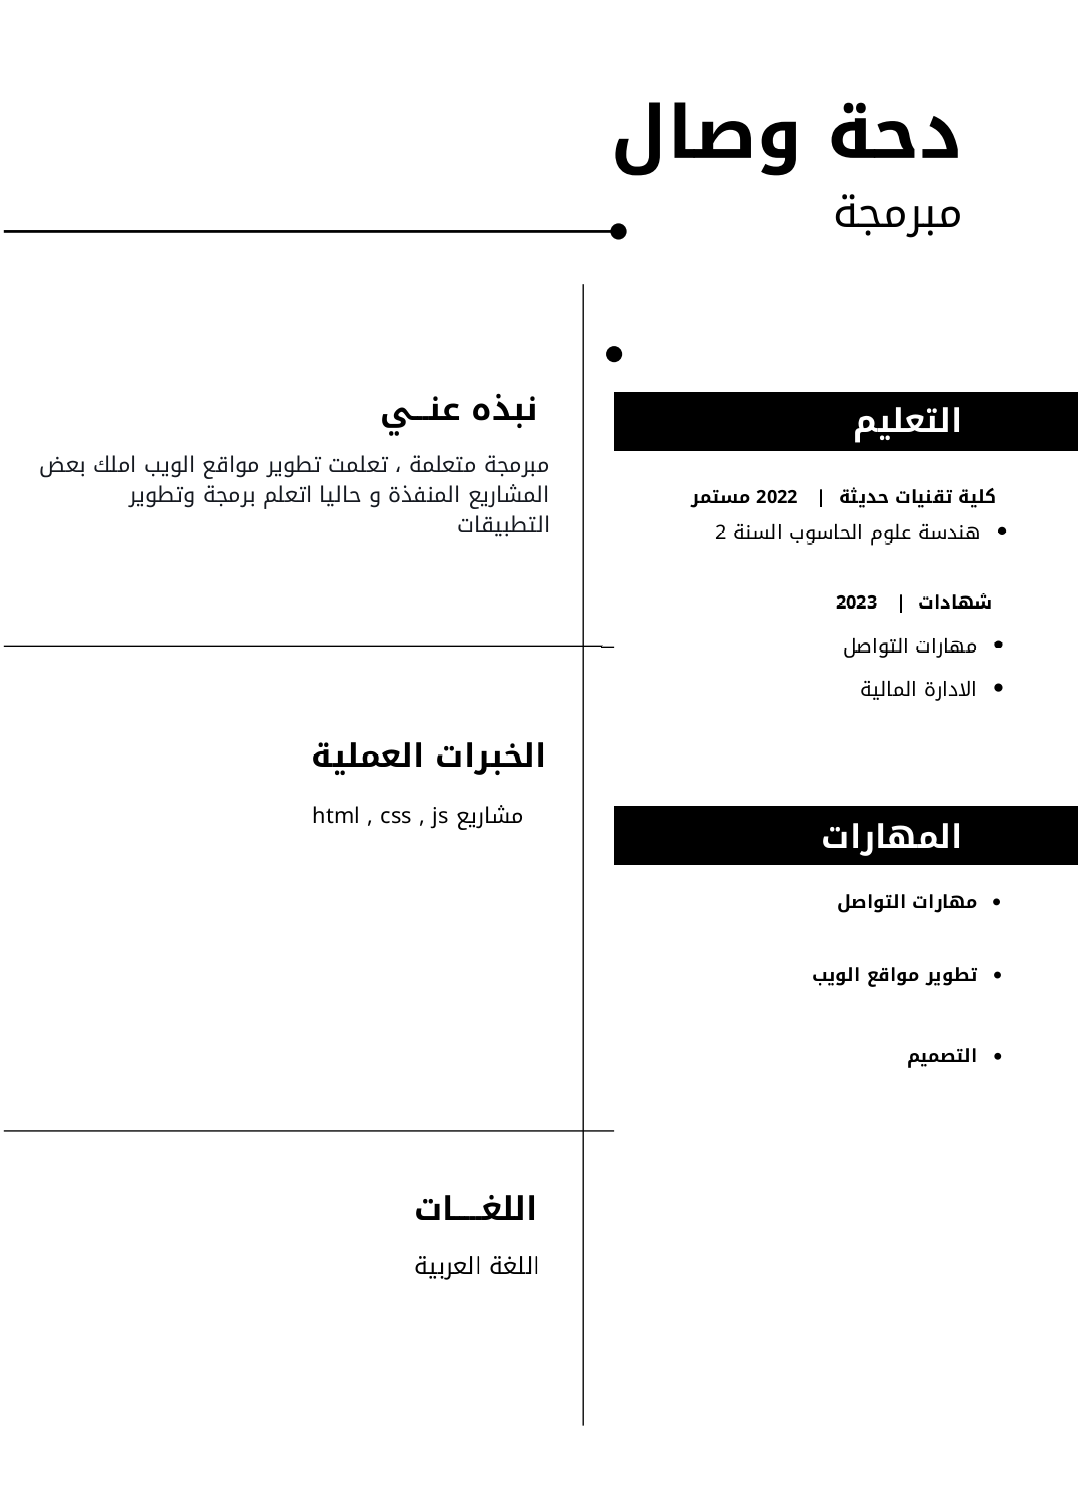 دحة وصال
مبرمجة
التعليم
كلية تقنيات حديثة | 2022 مستمر
• هندسة علوم الحاسوب السنة 2
شهادات | 2023
• مهارات التواصل
• الادارة المالية
المهارات
• مهارات التواصل
• تطوير مواقع الويب
• التصميم
نبذه عنــي
مبرمجة متعلمة ، تعلمت تطوير مواقع الويب املك بعض
المشاريع المنفذة و حاليا اتعلم برمجة وتطوير
التطبيقات
الخبرات العملية
مشاريع html , css , js
اللغــــات
اللغة العربية